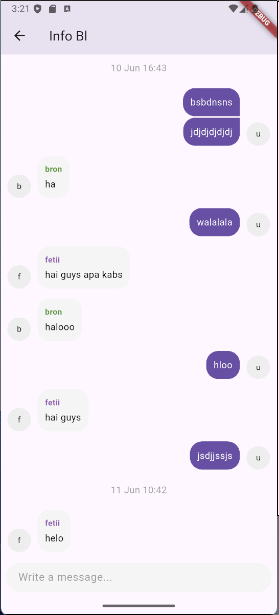 3:21
DEBUG
Info BI
10 Jun 16:43
bsbdnsns
jdjdjdjdjdj
u
bron
ha
b
walalala
u
fetii
hai guys apa kabs
f
bron
halooo
b
hloo
u
fetii
hai guys
f
jsdjjssjs
u
11 Jun 10:42
fetii
helo
f
Write a message...